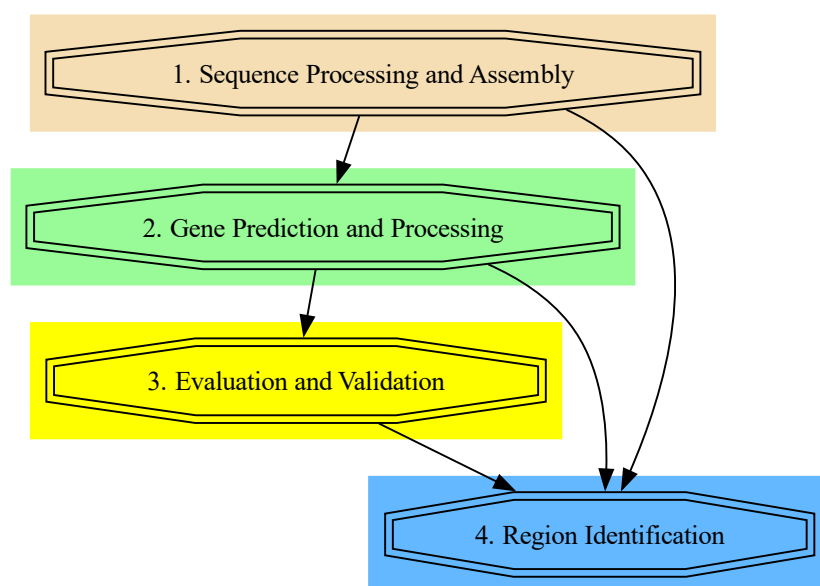 1. Sequence Processing and Assembly
2. Gene Prediction and Processing
3. Evaluation and Validation
4. Region Identification